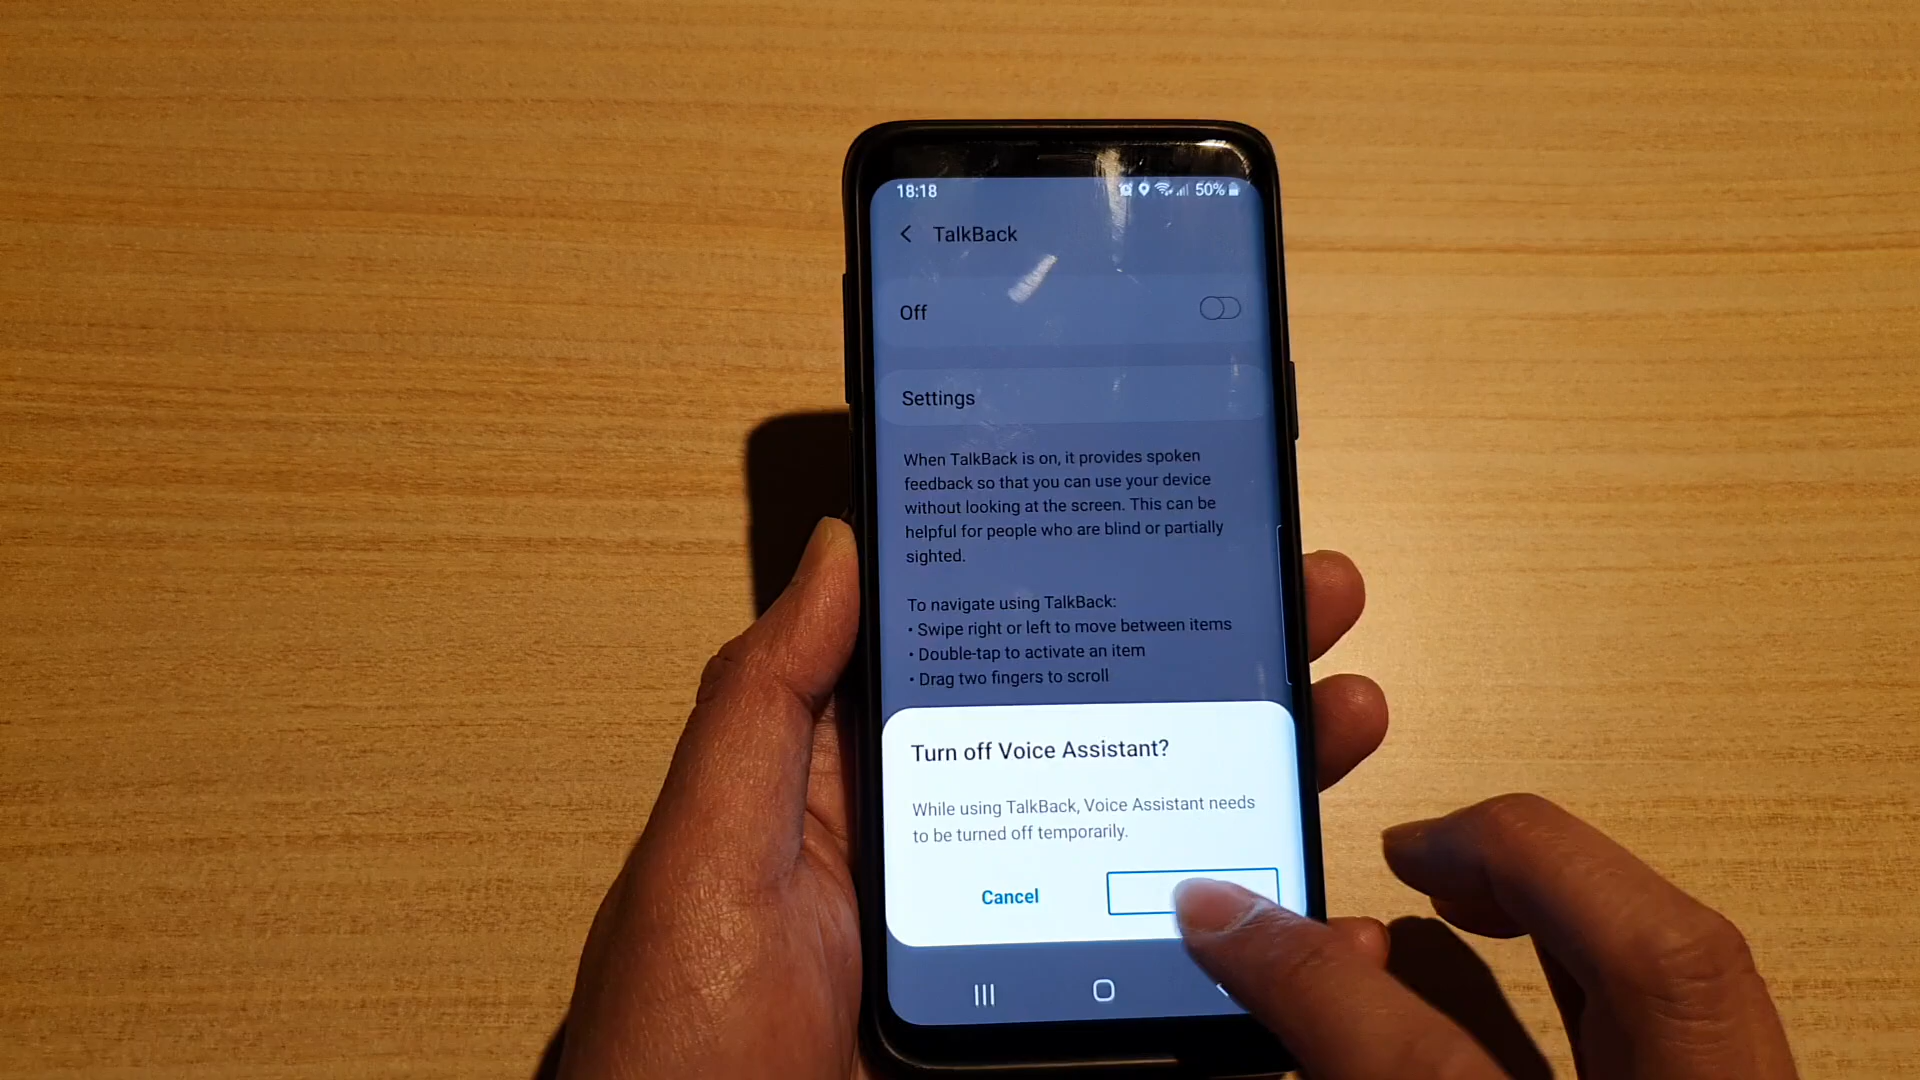 18:18 50%
TalkBack
Off
Settings
When TalkBack is on, it provides spoken
feedback so that you can use your device
without looking at the screen. This can be
helpful for people who are blind or partially
sighted.
To navigate using TalkBack:
• Swipe right or left to move between items
• Double-tap to activate an item
• Drag two fingers to scroll
Turn off Voice Assistant?
While using TalkBack, Voice Assistant needs
to be turned off temporarily.
Cancel